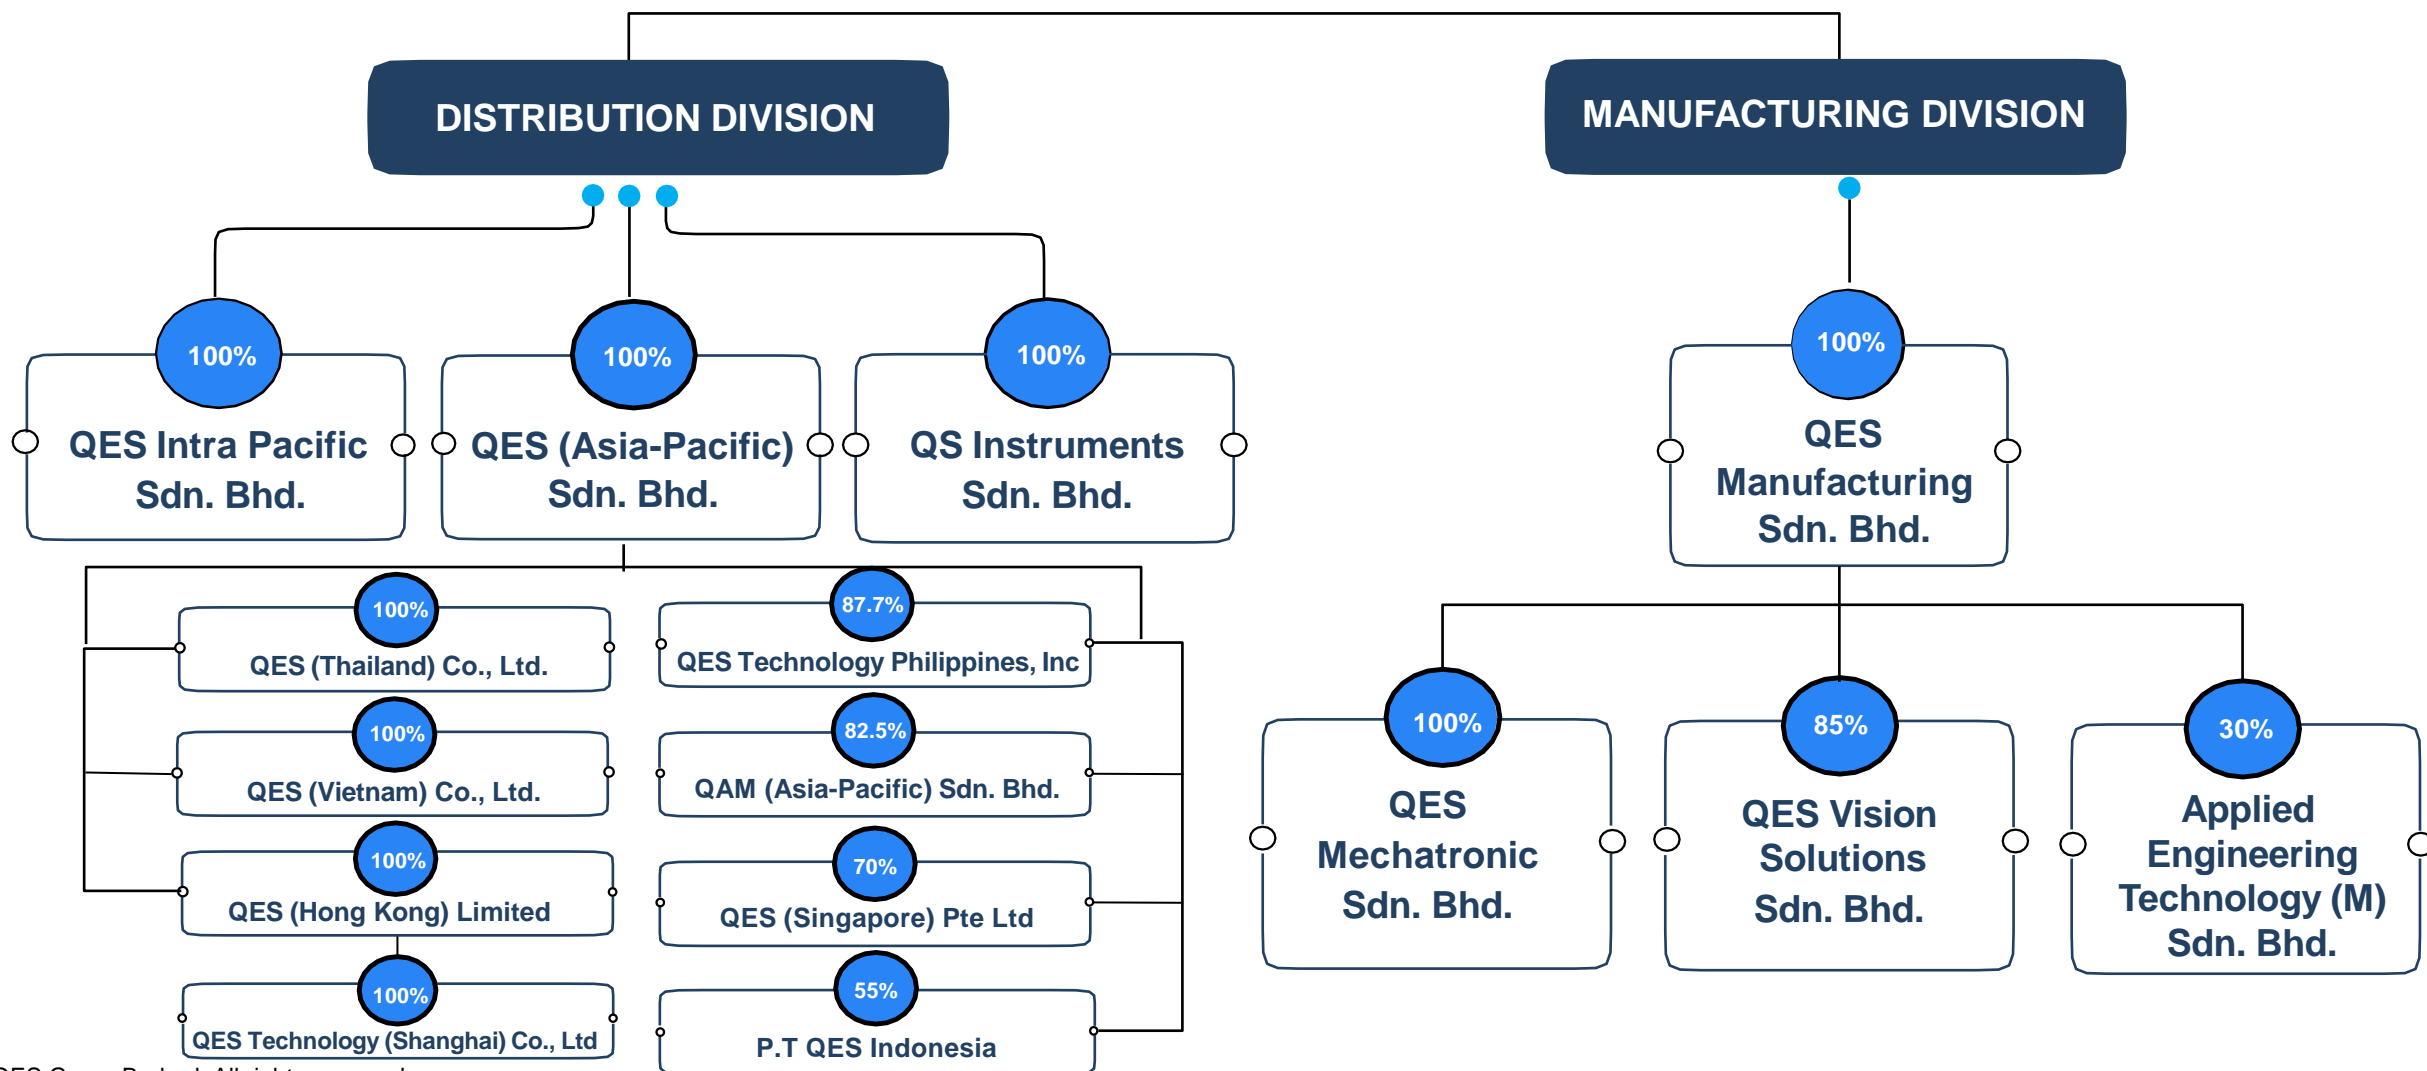 DISTRIBUTION DIVISION
MANUFACTURING DIVISION
100%
QES Intra Pacific
Sdn. Bhd.
100%
QES (Asia-Pacific)
Sdn. Bhd.
100%
QS Instruments
Sdn. Bhd.
100%
QES
Manufacturing
Sdn. Bhd.
100%
QES (Thailand) Co., Ltd.
100%
QES (Vietnam) Co., Ltd.
100%
QES (Hong Kong) Limited
100%
QES Technology (Shanghai) Co., Ltd
87.7%
QES Technology Philippines, Inc
82.5%
QAM (Asia-Pacific) Sdn. Bhd.
70%
QES (Singapore) Pte Ltd
55%
P.T QES Indonesia
100%
QES
Mechatronic
Sdn. Bhd.
85%
QES Vision
Solutions
Sdn. Bhd.
30%
Applied
Engineering
Technology (M)
Sdn. Bhd.